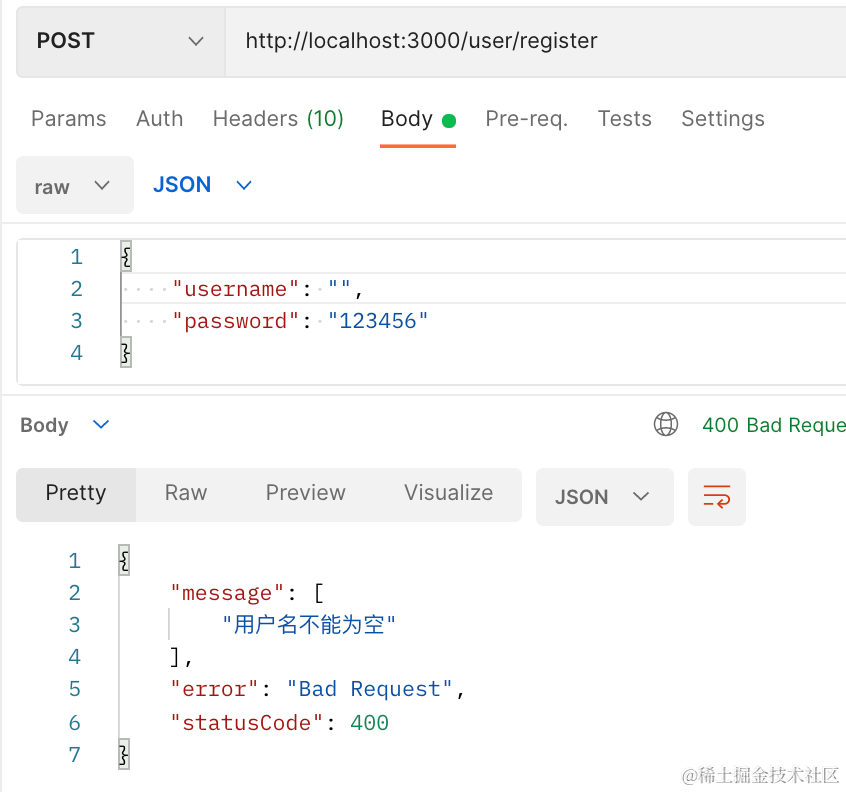 POST http://localhost:3000/user/register
Params Auth Headers (10) Body Pre-req. Tests Settings
raw JSON
1 {
2 "username": "",
3 "password": "123456"
4 }
Body 400 Bad Reque
Pretty Raw Preview Visualize JSON
1 {
2 "message": [
3 "用户名不能为空"
4 ],
5 "error": "Bad Request",
6 "statusCode": 400
7 }
@稀土掘金技术社区